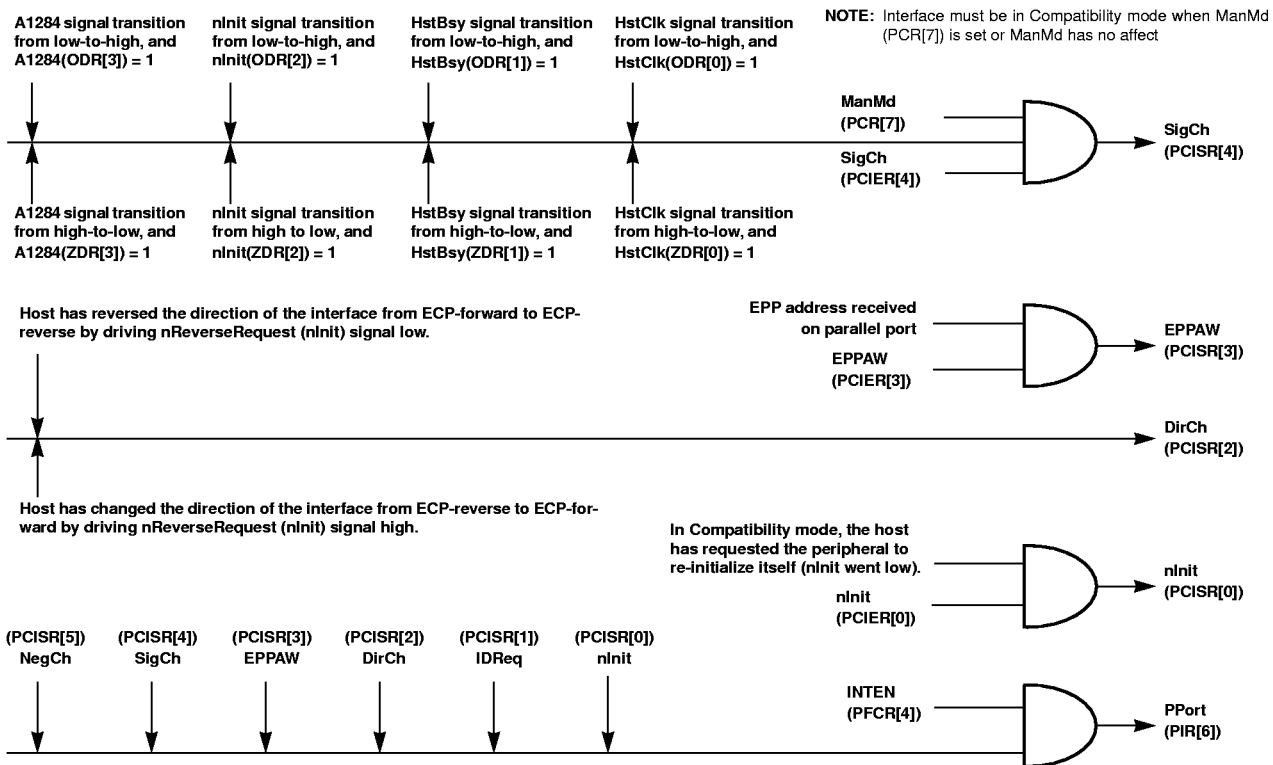 A1284 signal transition
from low-to-high, and
A1284(ODR[3]) = 1
nInit signal transition
from low-to-high, and
nInit(ODR[2]) = 1
HstBsy signal transition
from low-to-high, and
HstBsy(ODR[1]) = 1
HstClk signal transition
from low-to-high, and
HstClk(ODR[0]) = 1
NOTE: Interface must be in Compatibility mode when ManMd
(PCR[7]) is set or ManMd has no affect
ManMd
(PCR[7])
SigCh
(PCIER[4])
SigCh
(PCISR[4])
A1284 signal transition
from high-to-low, and
A1284(ZDR[3]) = 1
nInit signal transition
from high to low, and
nInit(ZDR[2]) = 1
HstBsy signal transition
from high-to-low, and
HstBsy(ZDR[1]) = 1
HstClk signal transition
from high-to-low, and
HstClk(ZDR[0]) = 1
Host has reversed the direction of the interface from ECP-forward to ECP-
reverse by driving nReverseRequest (nInit) signal low.
EPP address received
on parallel port
EPPAW
(PCIER[3])
EPPAW
(PCISR[3])
DirCh
(PCISR[2])
Host has changed the direction of the interface from ECP-reverse to ECP-for-
ward by driving nReverseRequest (nInit) signal high.
In Compatibility mode, the host
has requested the peripheral to
re-initialize itself (nInit went low).
nInit
(PCIER[0])
nInit
(PCISR[0])
(PCISR[5])
NegCh
(PCISR[4])
SigCh
(PCISR[3])
EPPAW
(PCISR[2])
DirCh
(PCISR[1])
IDReq
(PCISR[0])
nInit
INTEN
(PFCR[4])
PPort
(PIR[6])